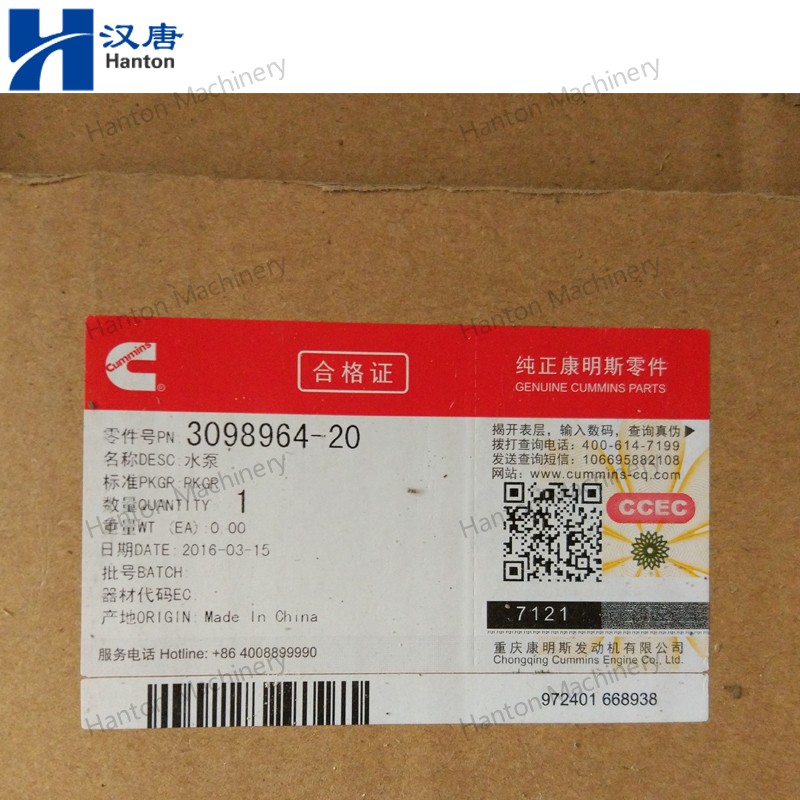 汉唐
Hanton
Hanton Machinery
Hanton Machinery
Hanton Machinery
Hanton Machinery
Cummins
®
合格证
纯正康明斯零件
GENUINE CUMMINS PARTS
零件号PN 3098964-20
名称DESC 水泵
标准PKGR PKGR
数量QUANTITY 1
重量WT (EA) 0.00
日期DATE: 2016-03-15
批号BATCH
器材代码EC
产地ORIGIN: Made In China
服务电话 Hotline: +86 4008899990
揭开表层，输入数码，查询真伪▶
拨打查询电话：400-614-7199
发送查询短信：106695882108
网站：www.cummins-cq.com
CCEC
7121
重庆康明斯发动机有限公司
Chongqing Cummins Engine Co., Ltd.
972401 668938
Hanton Machinery
Hanton Machinery
Hanton Machinery
Hanton Machinery